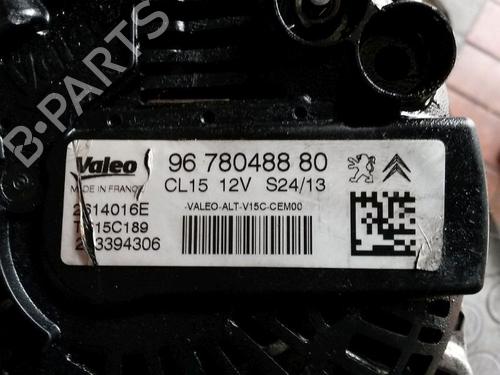 B-PARTS
Valeo
96 780488 80
MADE IN FRANCE
CL15 12V S24/13
2614016E
-VALEO-ALT-V15C-CEM00
15C189
3394306